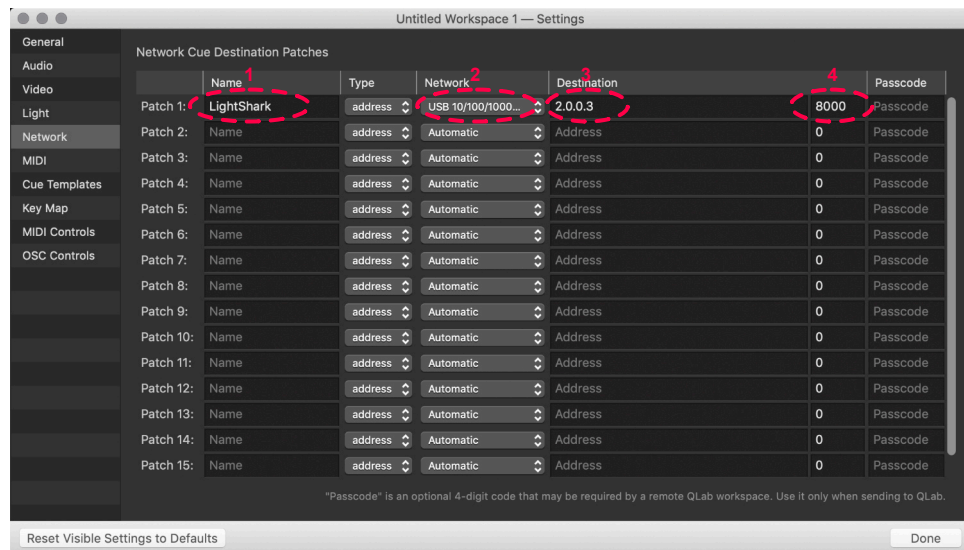 Untitled Workspace 1 — Settings
General
Audio
Video
Light
Network
MIDI
Cue Templates
Key Map
MIDI Controls
OSC Controls
Network Cue Destination Patches
1 2 3 4
Name Type Network Destination Passcode
Patch 1: LightShark address USB 10/100/1000... 2.0.0.3 8000 Passcode
Patch 2: Name address Automatic Address 0 Passcode
Patch 3: Name address Automatic Address 0 Passcode
Patch 4: Name address Automatic Address 0 Passcode
Patch 5: Name address Automatic Address 0 Passcode
Patch 6: Name address Automatic Address 0 Passcode
Patch 7: Name address Automatic Address 0 Passcode
Patch 8: Name address Automatic Address 0 Passcode
Patch 9: Name address Automatic Address 0 Passcode
Patch 10: Name address Automatic Address 0 Passcode
Patch 11: Name address Automatic Address 0 Passcode
Patch 12: Name address Automatic Address 0 Passcode
Patch 13: Name address Automatic Address 0 Passcode
Patch 14: Name address Automatic Address 0 Passcode
Patch 15: Name address Automatic Address 0 Passcode
"Passcode" is an optional 4-digit code that may be required by a remote QLab workspace. Use it only when sending to QLab.
Reset Visible Settings to Defaults
Done